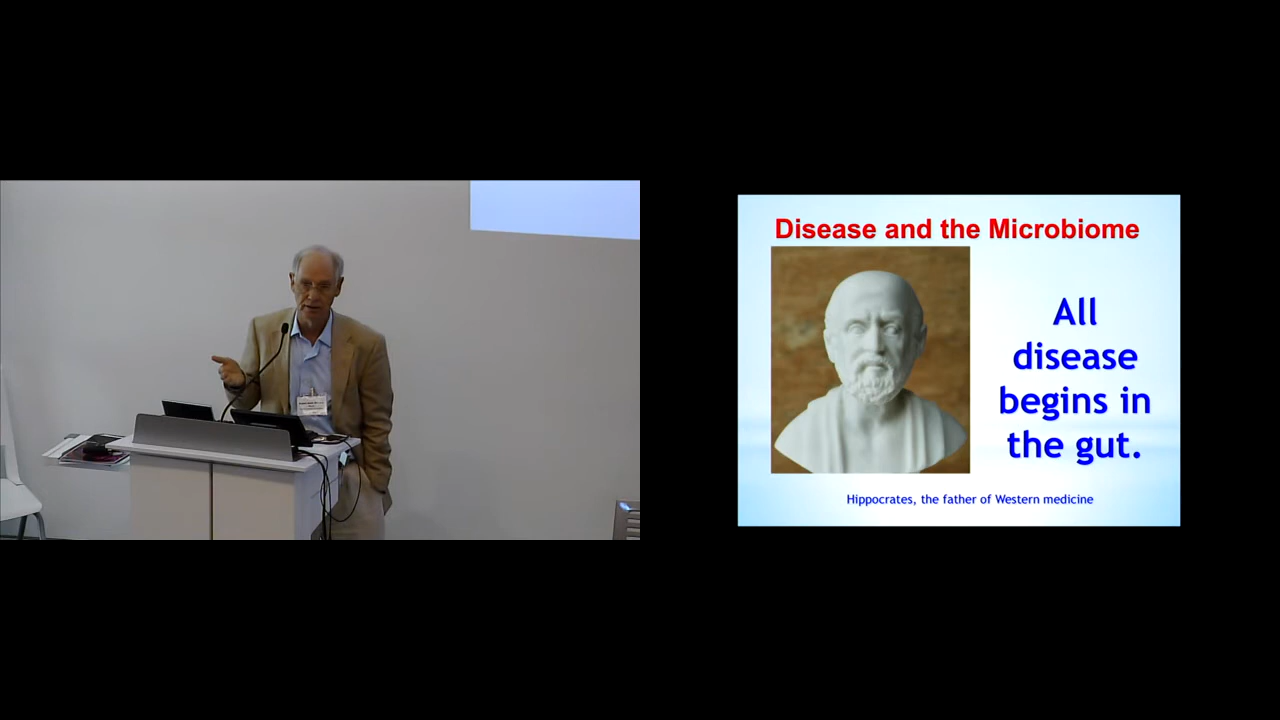 Disease and the Microbiome
All
disease
begins in
the gut.
Hippocrates, the father of Western medicine